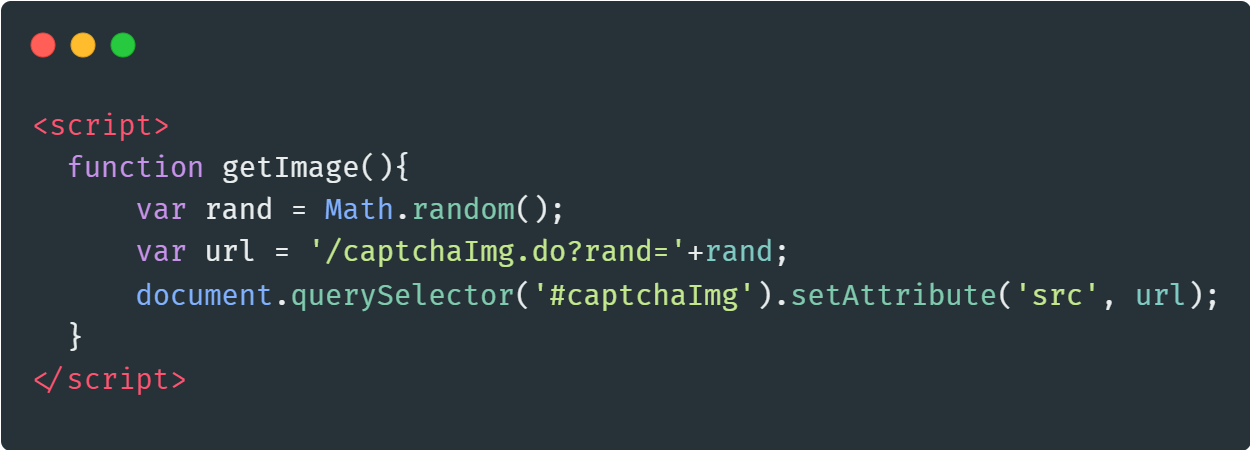 <script>
function getImage(){
var rand = Math.random();
var url = '/captchaImg.do?rand='+rand;
document.querySelector('#captchaImg').setAttribute('src', url);
}
</script>